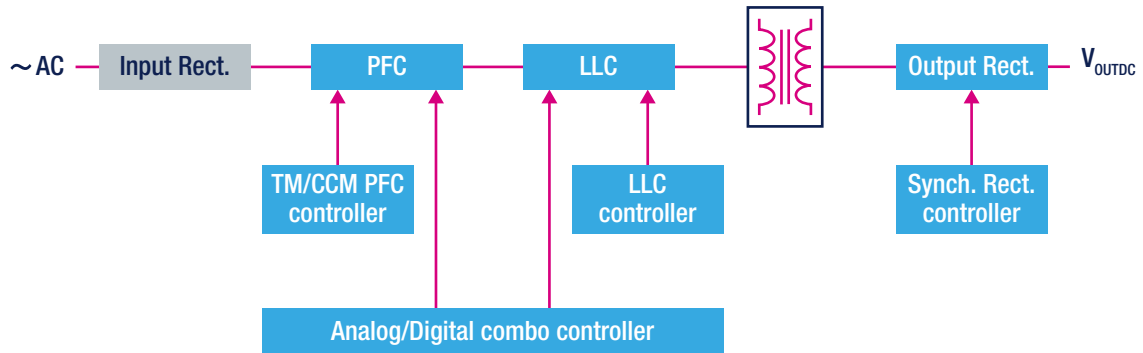 ~ AC
Input Rect.
PFC
LLC
Output Rect.
VOUTDC
TM/CCM PFC
controller
LLC
controller
Synch. Rect.
controller
Analog/Digital combo controller